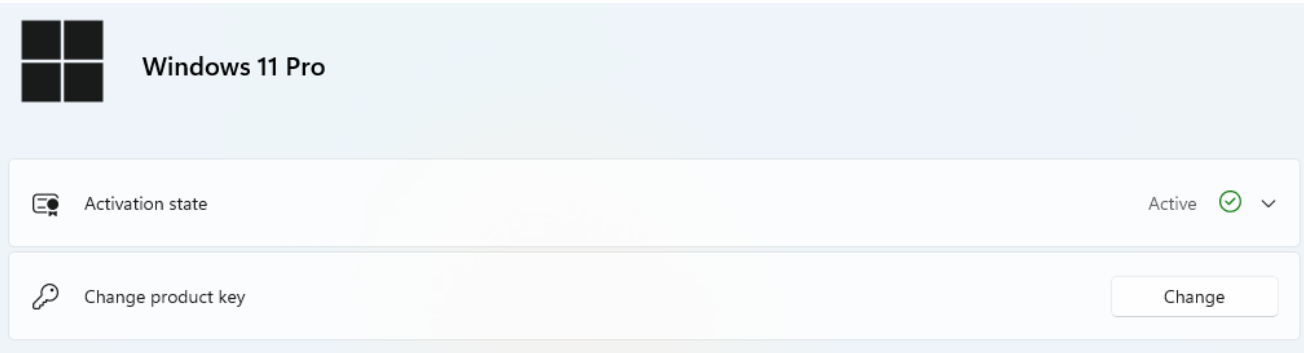 Windows 11 Pro
Activation state
Active
Change product key
Change